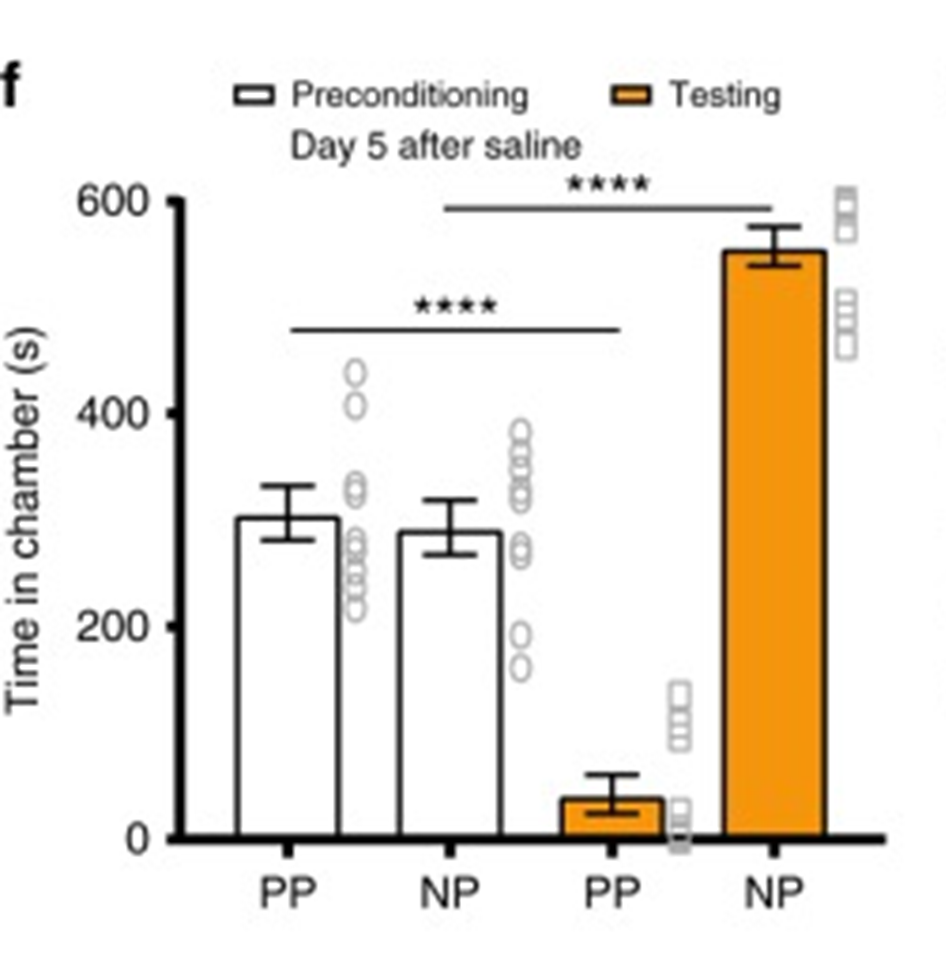 f
Preconditioning Testing
Day 5 after saline
****
****
Time in chamber (s)
600
400
200
0
PP NP PP NP